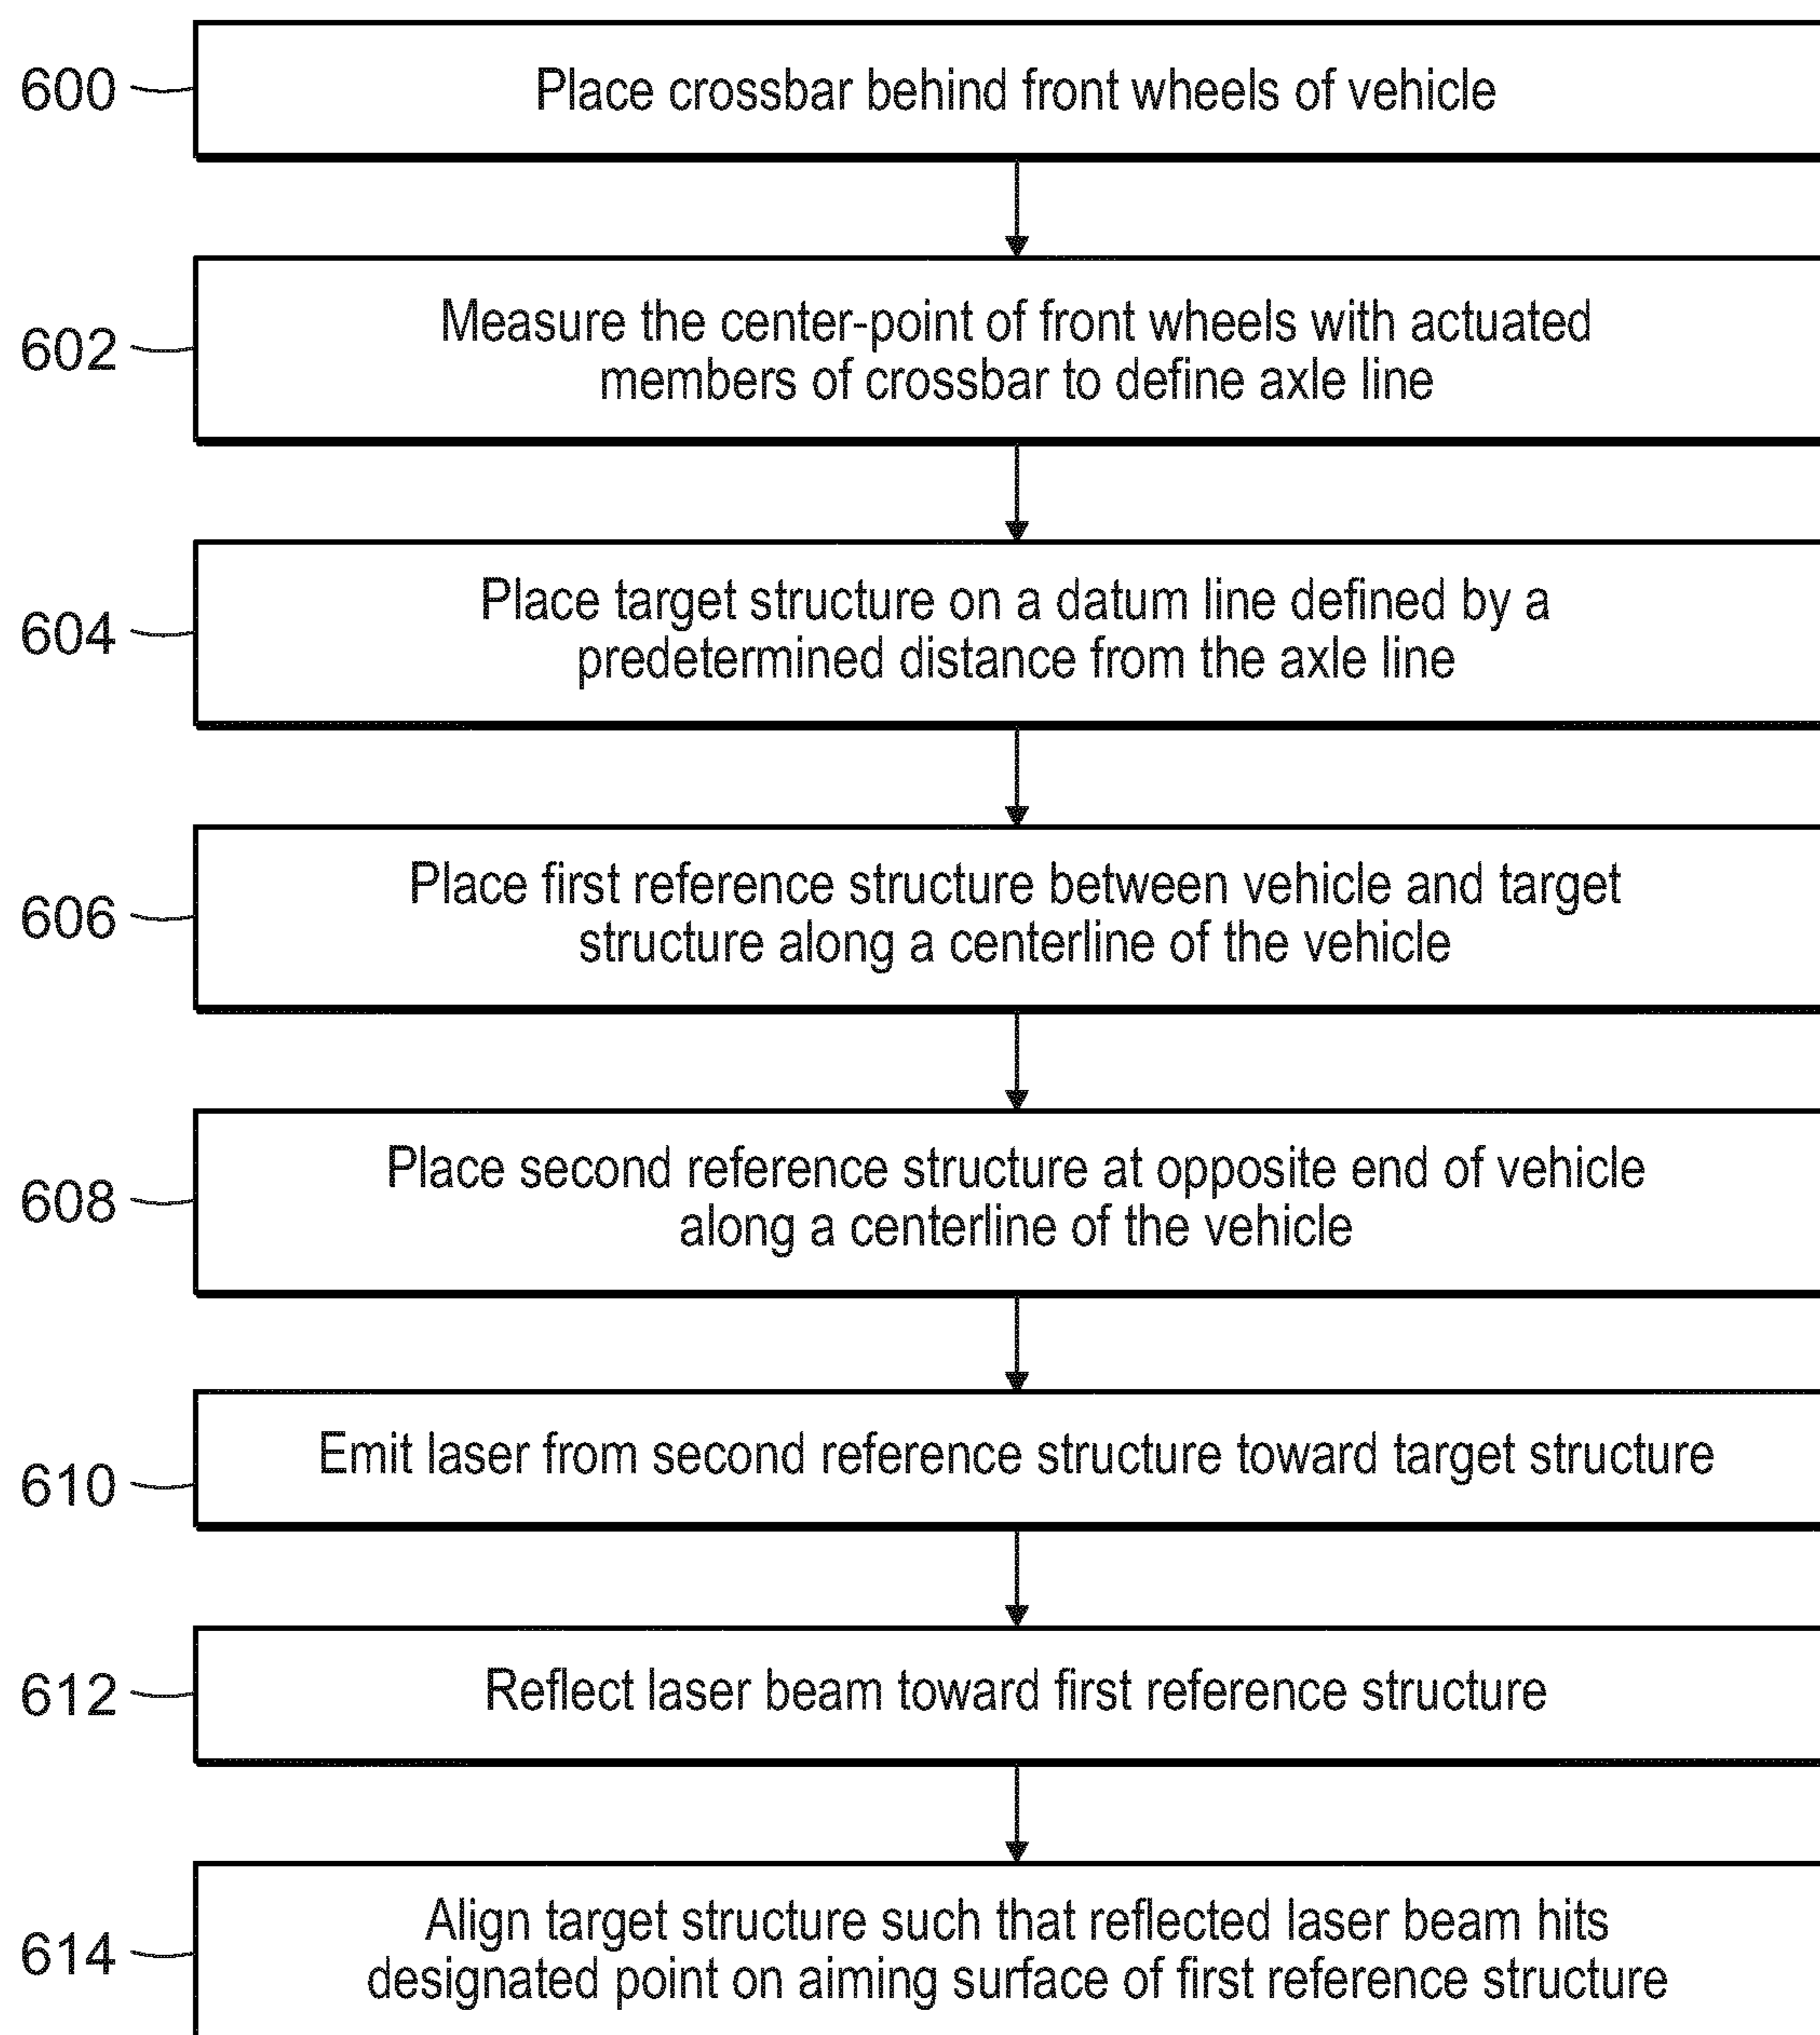 600
Place crossbar behind front wheels of vehicle
602
Measure the center-point of front wheels with actuated
members of crossbar to define axle line
604
Place target structure on a datum line defined by a
predetermined distance from the axle line
606
Place first reference structure between vehicle and target
structure along a centerline of the vehicle
608
Place second reference structure at opposite end of vehicle
along a centerline of the vehicle
610
Emit laser from second reference structure toward target structure
612
Reflect laser beam toward first reference structure
614
Align target structure such that reflected laser beam hits
designated point on aiming surface of first reference structure